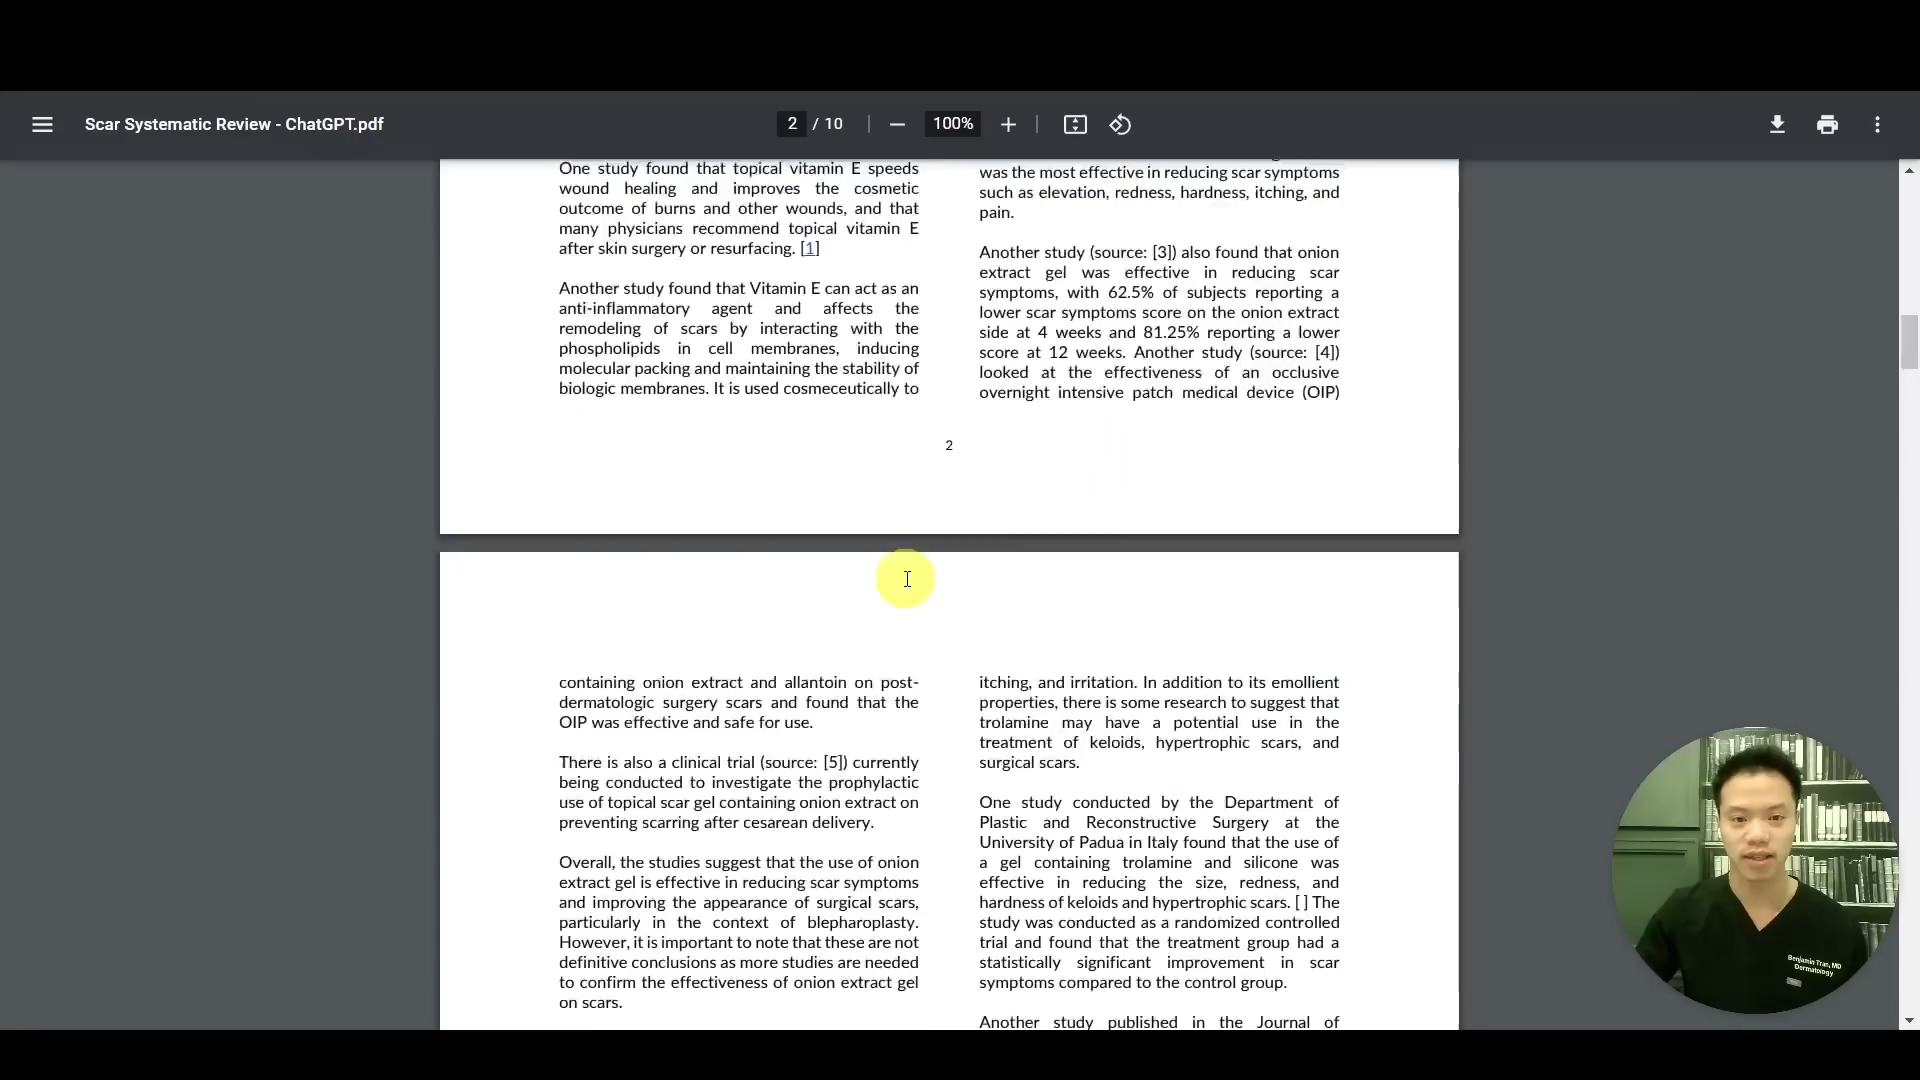 Scar Systematic Review - ChatGPT.pdf
2 / 10
100%
One study found that topical vitamin E speeds
wound healing and improves the cosmetic
outcome of burns and other wounds, and that
many physicians recommend topical vitamin E
after skin surgery or resurfacing. [1]
Another study found that Vitamin E can act as an
anti-inflammatory agent and affects the
remodeling of scars by interacting with the
phospholipids in cell membranes, inducing
molecular packing and maintaining the stability of
biologic membranes. It is used cosmeceutically to
was the most effective in reducing scar symptoms
such as elevation, redness, hardness, itching, and
pain.
Another study (source: [3]) also found that onion
extract gel was effective in reducing scar
symptoms, with 62.5% of subjects reporting a
lower scar symptoms score on the onion extract
side at 4 weeks and 81.25% reporting a lower
score at 12 weeks. Another study (source: [4])
looked at the effectiveness of an occlusive
overnight intensive patch medical device (OIP)
2
containing onion extract and allantoin on post-
dermatologic surgery scars and found that the
OIP was effective and safe for use.
There is also a clinical trial (source: [5]) currently
being conducted to investigate the prophylactic
use of topical scar gel containing onion extract on
preventing scarring after cesarean delivery.
Overall, the studies suggest that the use of onion
extract gel is effective in reducing scar symptoms
and improving the appearance of surgical scars,
particularly in the context of blepharoplasty.
However, it is important to note that these are not
definitive conclusions as more studies are needed
to confirm the effectiveness of onion extract gel
on scars.
itching, and irritation. In addition to its emollient
properties, there is some research to suggest that
trolamine may have a potential use in the
treatment of keloids, hypertrophic scars, and
surgical scars.
One study conducted by the Department of
Plastic and Reconstructive Surgery at the
University of Padua in Italy found that the use of
a gel containing trolamine and silicone was
effective in reducing the size, redness, and
hardness of keloids and hypertrophic scars. [ ] The
study was conducted as a randomized controlled
trial and found that the treatment group had a
statistically significant improvement in scar
symptoms compared to the control group.
Another study published in the Journal of
Benjamin Tran, MD
Dermatology